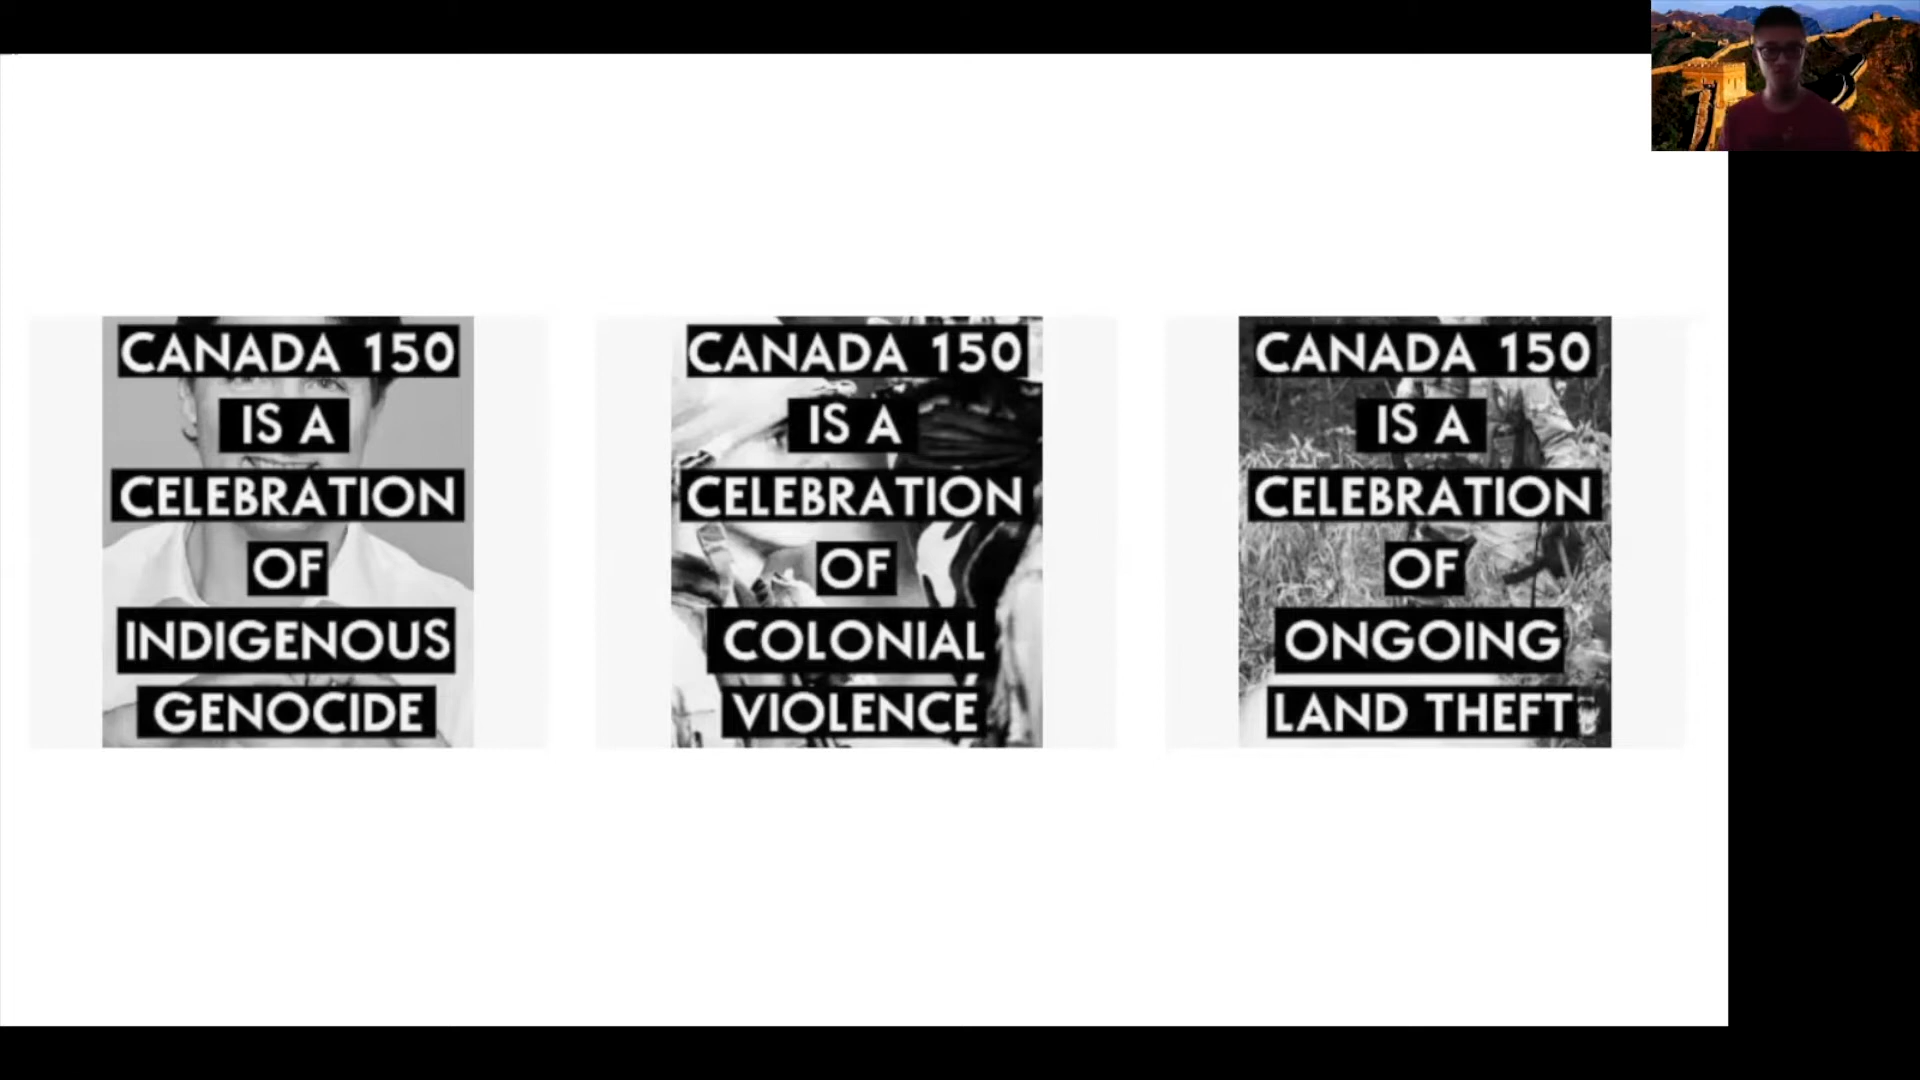 CANADA 150
IS A
CELEBRATION
OF
INDIGENOUS
GENOCIDE
CANADA 150
IS A
CELEBRATION
OF
COLONIAL
VIOLENCE
CANADA 150
IS A
CELEBRATION
OF
ONGOING
LAND THEFT